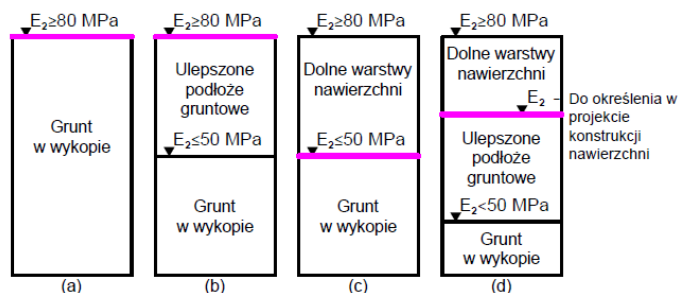 E₂≥80 MPa
Grunt
w wykopie
(a)
E₂≥80 MPa
Ulepszone
podłoże
gruntowe
E₂≤50 MPa
Grunt
w wykopie
(b)
E₂≥80 MPa
Dolne warstwy
nawierzchni
E₂≤50 MPa
Grunt
w wykopie
(c)
E₂≥80 MPa
Dolne warstwy
nawierzchni
E₂ - Do określenia w
projekcie
konstrukcji
nawierzchni
Ulepszone
podłoże
gruntowe
E₂<50 MPa
Grunt
w wykopie
(d)